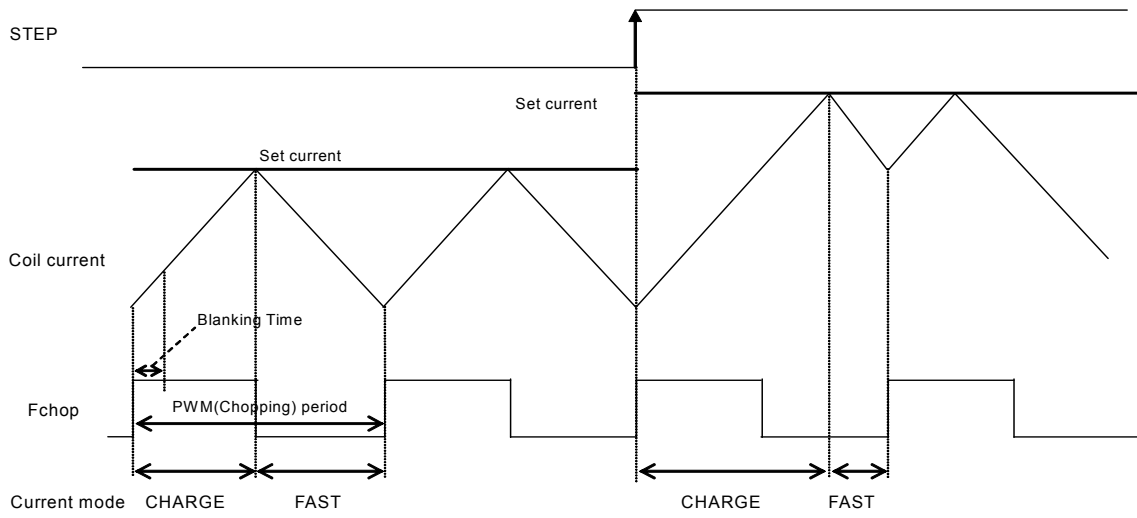 STEP
Set current
Set current
Coil current
Blanking Time
Fchop
PWM(Chopping) period
Current mode CHARGE FAST CHARGE FAST